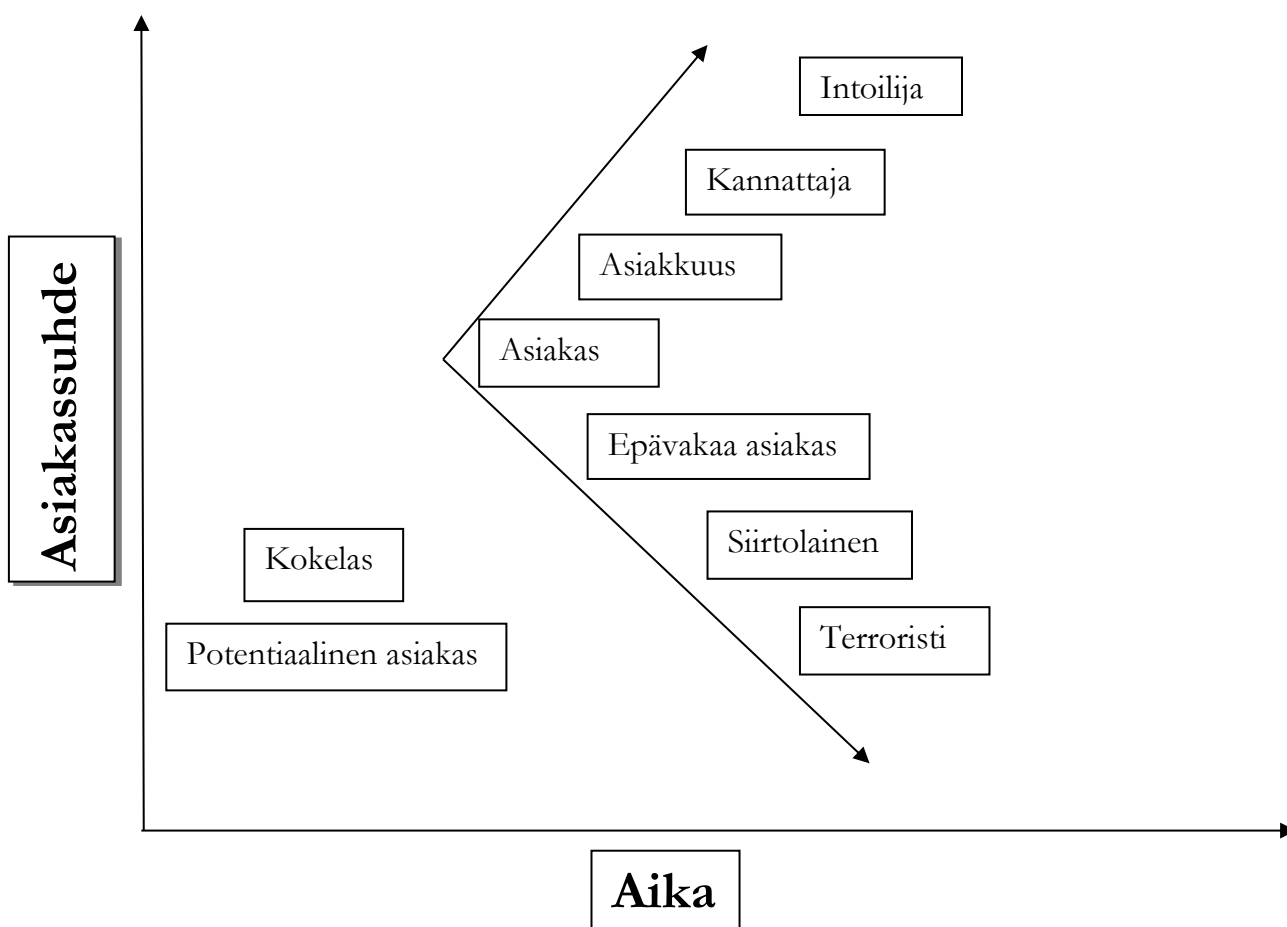 Intoilija
Kannattaja
Asiakkuus
Asiakas
Epävakaa asiakas
Siirtolainen
Terroristi
Kokelas
Potentiaalinen asiakas
Asiakassuhde
Aika